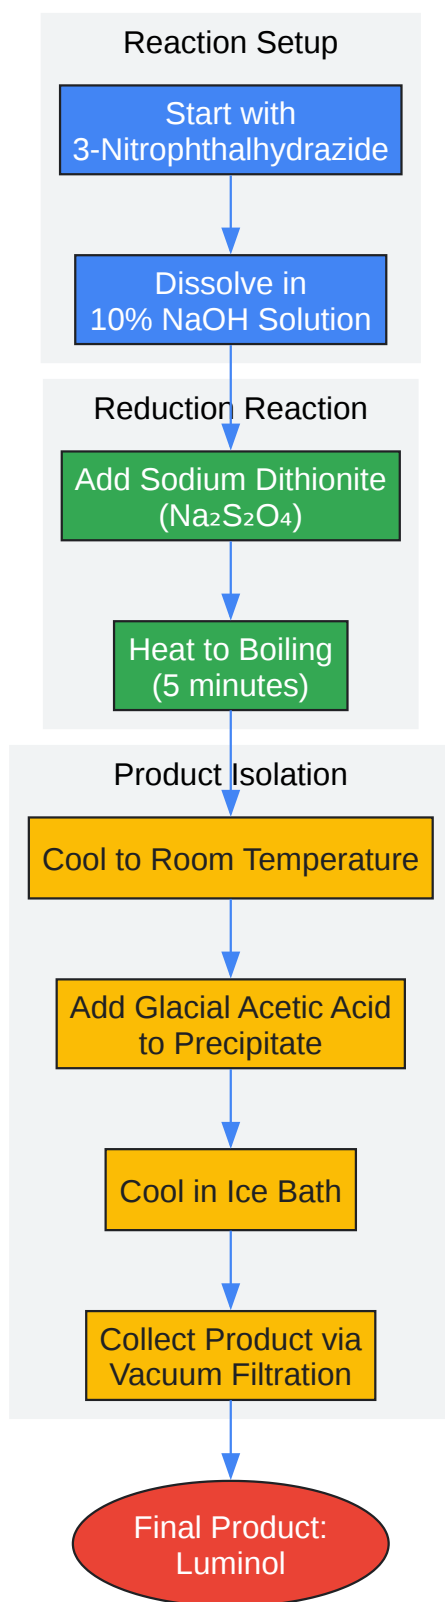 Reaction Setup
Start with
3-Nitrophthalhydrazide
Dissolve in
10% NaOH Solution
Reduction Reaction
Add Sodium Dithionite
(Na₂S₂O₄)
Heat to Boiling
(5 minutes)
Product Isolation
Cool to Room Temperature
Add Glacial Acetic Acid
to Precipitate
Cool in Ice Bath
Collect Product via
Vacuum Filtration
Final Product:
Luminol